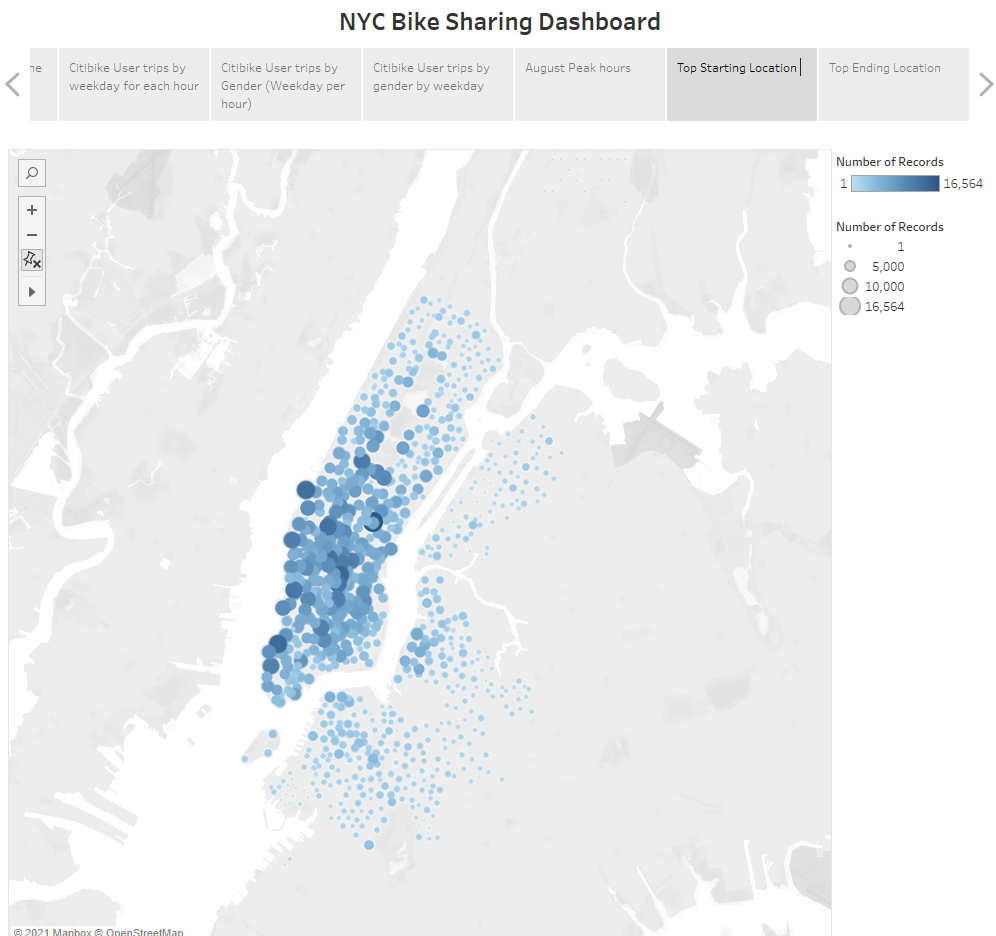 NYC Bike Sharing Dashboard
ne
Citibike User trips by
weekday for each hour
Citibike User trips by
Gender (Weekday per
hour)
Citibike User trips by
gender by weekday
August Peak hours
Top Starting Location
Top Ending Location
Number of Records
1 16,564
Number of Records
1
5,000
10,000
16,564
© 2021 Mapbox © OpenStreetMap